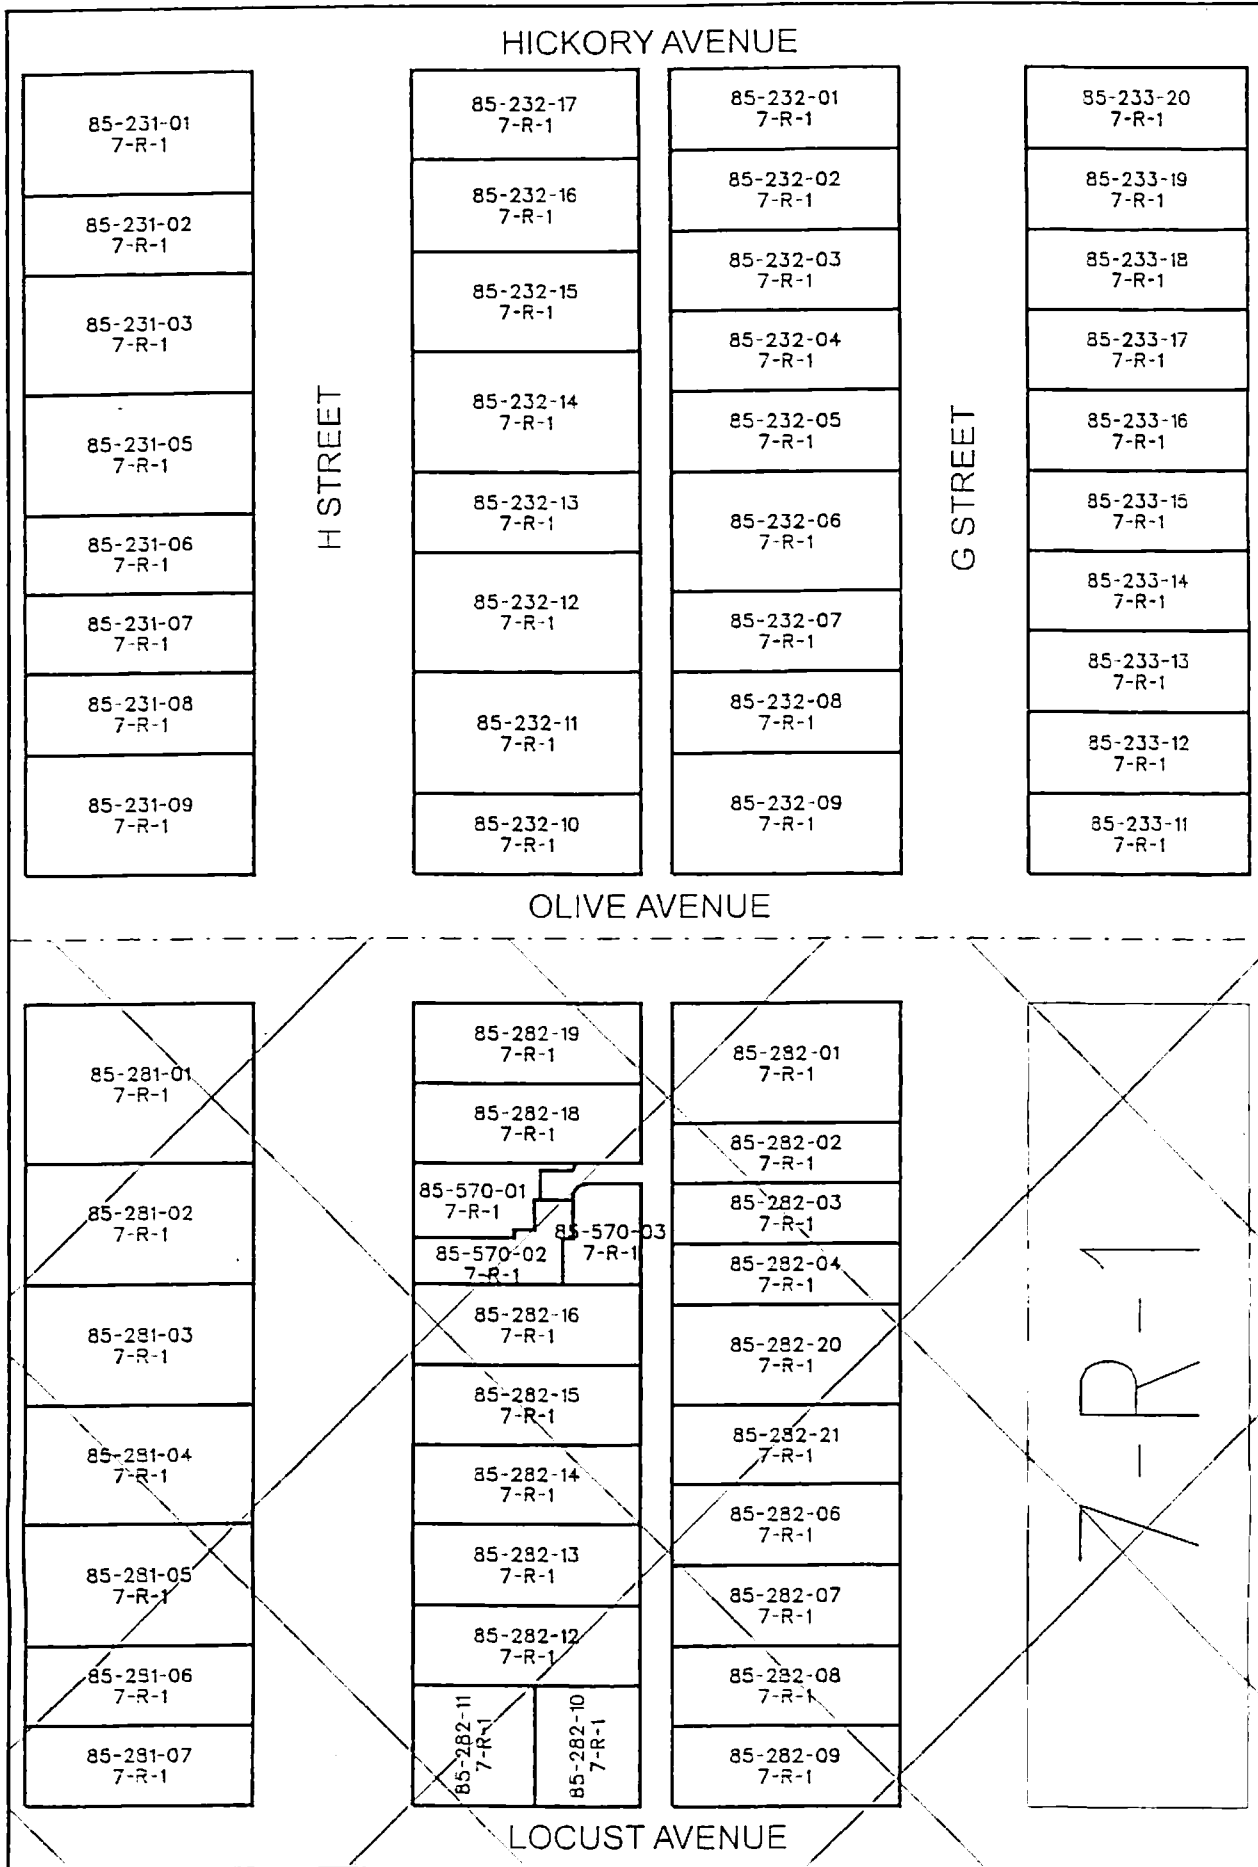 HICKORY AVENUE
85-231-01
7-R-1
85-231-02
7-R-1
85-231-03
7-R-1
85-231-05
7-R-1
85-231-06
7-R-1
85-231-07
7-R-1
85-231-08
7-R-1
85-231-09
7-R-1
H STREET
85-232-17
7-R-1
85-232-16
7-R-1
85-232-15
7-R-1
85-232-14
7-R-1
85-232-13
7-R-1
85-232-12
7-R-1
85-232-11
7-R-1
85-232-10
7-R-1
85-232-01
7-R-1
85-232-02
7-R-1
85-232-03
7-R-1
85-232-04
7-R-1
85-232-05
7-R-1
85-232-06
7-R-1
85-232-07
7-R-1
85-232-08
7-R-1
85-232-09
7-R-1
G STREET
85-233-20
7-R-1
85-233-19
7-R-1
85-233-18
7-R-1
85-233-17
7-R-1
85-233-16
7-R-1
85-233-15
7-R-1
85-233-14
7-R-1
85-233-13
7-R-1
85-233-12
7-R-1
85-233-11
7-R-1
OLIVE AVENUE
85-281-01
7-R-1
85-281-02
7-R-1
85-281-03
7-R-1
85-281-04
7-R-1
85-281-05
7-R-1
85-281-06
7-R-1
85-281-07
7-R-1
85-282-19
7-R-1
85-282-18
7-R-1
85-570-01
7-R-1
85-570-03
7-R-1
85-570-02
7-R-1
85-282-16
7-R-1
85-282-15
7-R-1
85-282-14
7-R-1
85-282-13
7-R-1
85-282-12
7-R-1
85-282-11
7-R-1
85-282-10
7-R-1
85-282-01
7-R-1
85-282-02
7-R-1
85-282-03
7-R-1
85-282-04
7-R-1
85-282-20
7-R-1
85-282-21
7-R-1
85-282-06
7-R-1
85-282-07
7-R-1
85-282-08
7-R-1
85-282-09
7-R-1
7-R-1
LOCUST AVENUE